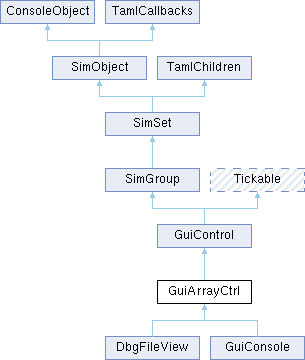 ConsoleObject TamlCallbacks
SimObject TamlChildren
SimSet
SimGroup Tickable
GuiControl
GuiArrayCtrl
DbgFileView GuiConsole